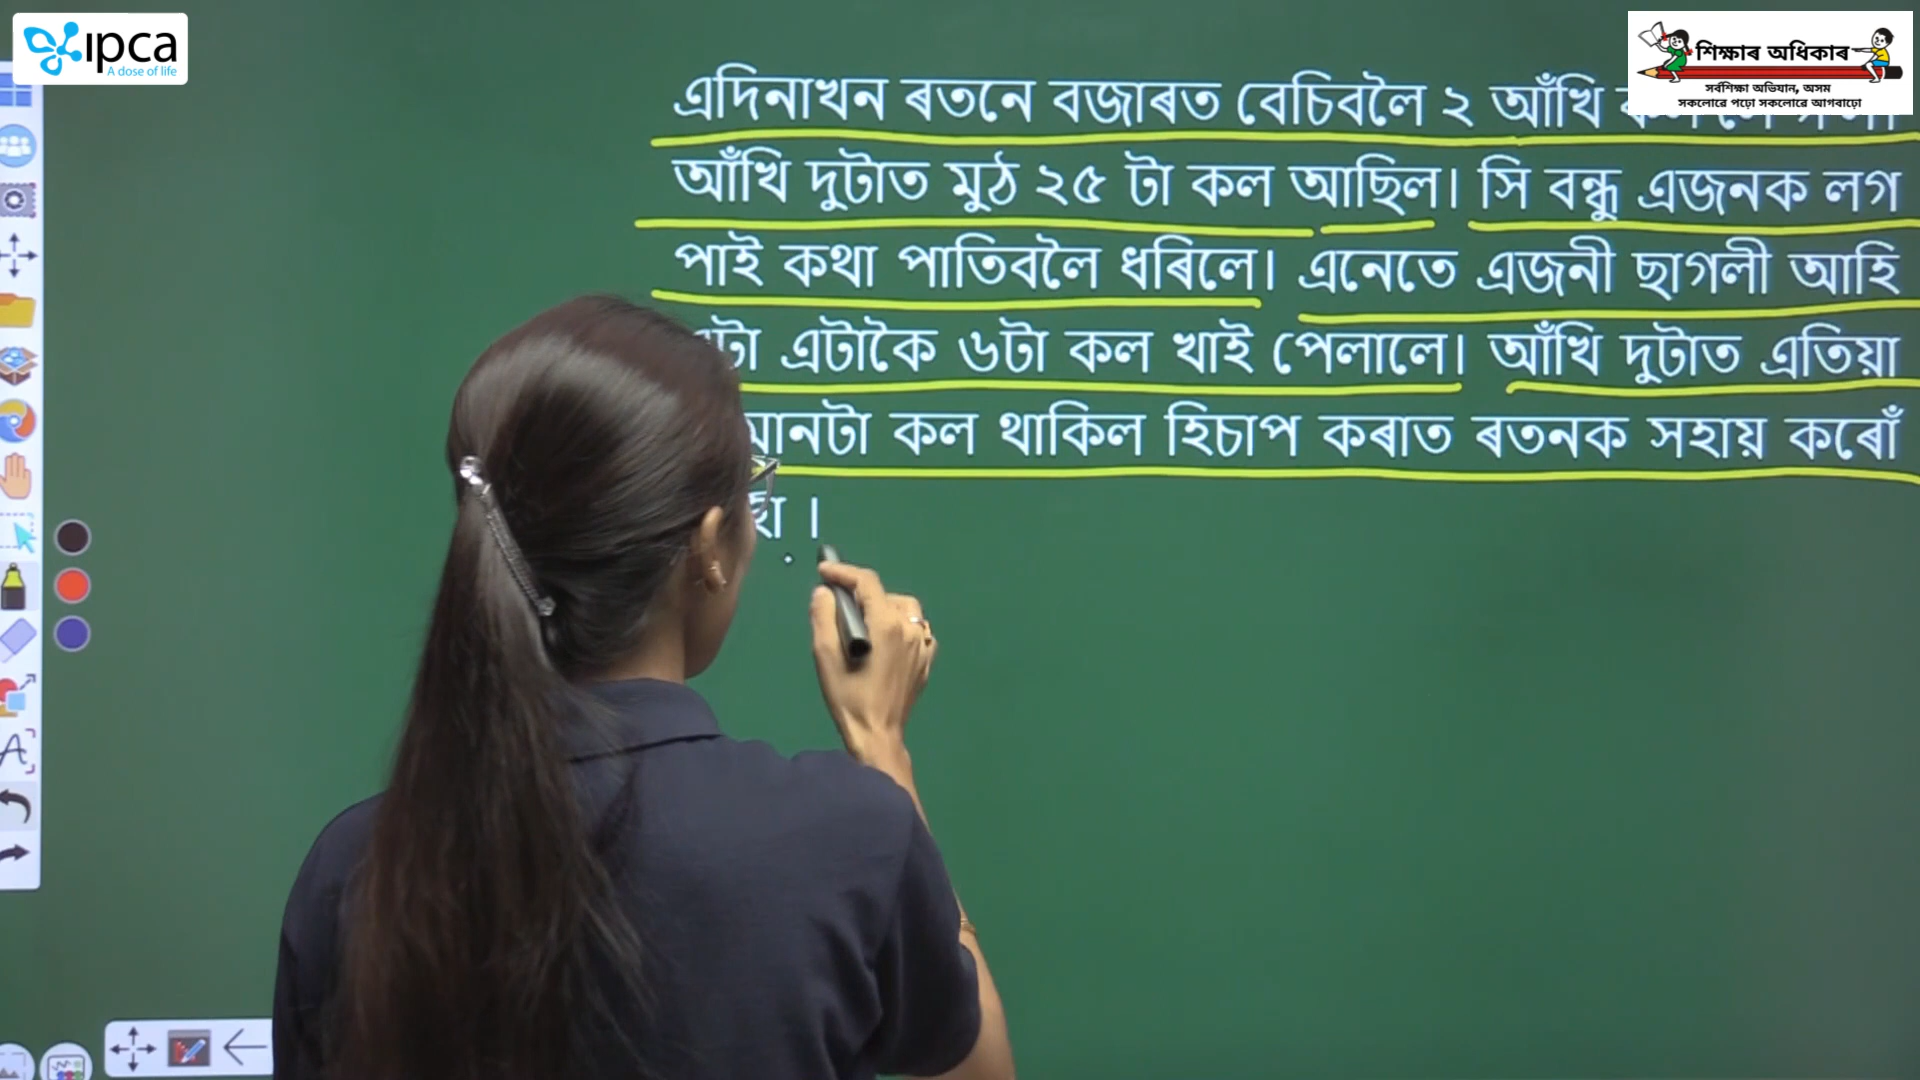 ipca
A dose of life
শিক্ষাৰ অধিকাৰ
সৰ্বশিক্ষা অভিযান, অসম
সকলোৱে পঢ়ো সকলোৱে আগবাঢ়ো
এদিনাখন ৰতনে বজাৰত বেচিবলৈ ২ আঁখি
আঁখি দুটাত মুঠ ২৫ টা কল আছিল। সি বন্ধু এজনক লগ
পাই কথা পাতিবলৈ ধৰিলে। এনেতে এজনী ছাগলী আহি
এটাকৈ ৬টা কল খাই পেলালে। আঁখি দুটাত এতিয়া
কল থাকিল হিচাপ কৰাত ৰতনক সহায় কৰোঁ